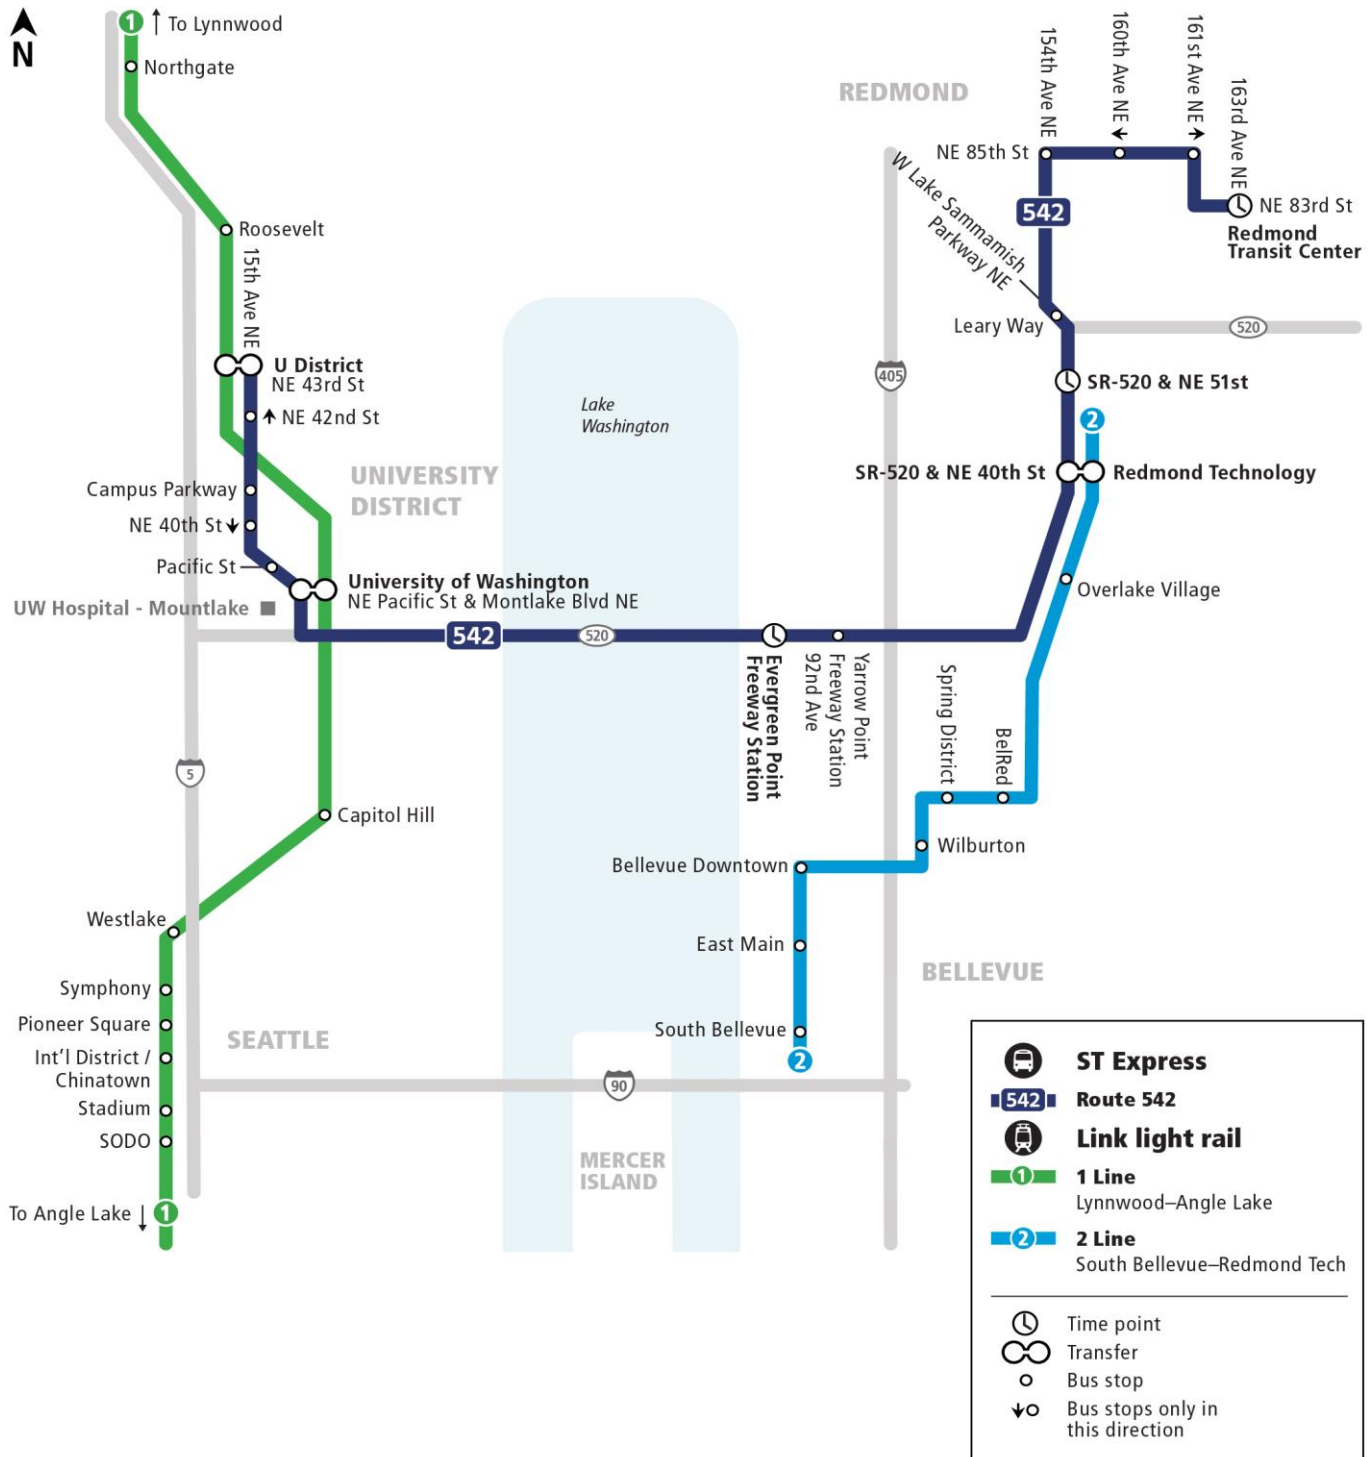 N
1
↑ To Lynnwood
Northgate
Roosevelt
15th Ave NE
U District
NE 43rd St
↑ NE 42nd St
Campus Parkway
NE 40th St ↓
Pacific St
UNIVERSITY
DISTRICT
University of Washington
NE Pacific St & Montlake Blvd NE
UW Hospital - Mountlake
542
520
Lake
Washington
Evergreen Point
Freeway Station
Yarrow Point
Freeway Station
92nd Ave
REDMOND
405
W Lake Sammamish
Parkway NE
154th Ave NE
160th Ave NE ←
161st Ave NE →
163rd Ave NE
NE 85th St
542
NE 83rd St
Redmond
Transit Center
Leary Way
520
SR-520 & NE 51st
2
SR-520 & NE 40th St
Redmond Technology
Overlake Village
Spring District
BelRed
Wilburton
Bellevue Downtown
East Main
South Bellevue
2
BELLEVUE
5
Capitol Hill
Westlake
Symphony
Pioneer Square
Int’l District /
Chinatown
Stadium
SODO
To Angle Lake ↓
1
SEATTLE
90
MERCER
ISLAND
ST Express
542 Route 542
Link light rail
1 1 Line
Lynnwood–Angle Lake
2 2 Line
South Bellevue–Redmond Tech
Time point
Transfer
Bus stop
Bus stops only in
this direction